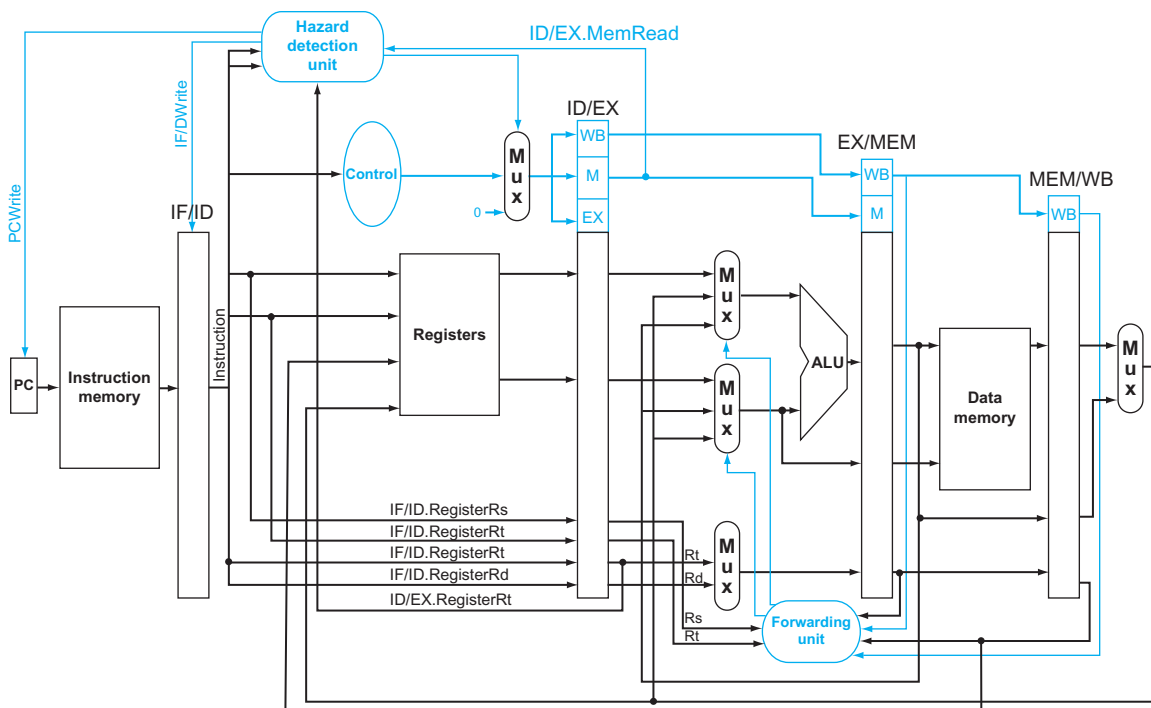 Hazard
detection
unit
ID/EX.MemRead
IF/DWrite
PCWrite
ID/EX
WB
M
EX
EX/MEM
WB
M
MEM/WB
WB
Control
Mux
0
IF/ID
Instruction
PC
Instruction
memory
Registers
Mux
Mux
ALU
Data
memory
Mux
IF/ID.RegisterRs
IF/ID.RegisterRt
IF/ID.RegisterRt
IF/ID.RegisterRd
ID/EX.RegisterRt
Rt
Rd
Mux
Rs
Rt
Forwarding
unit